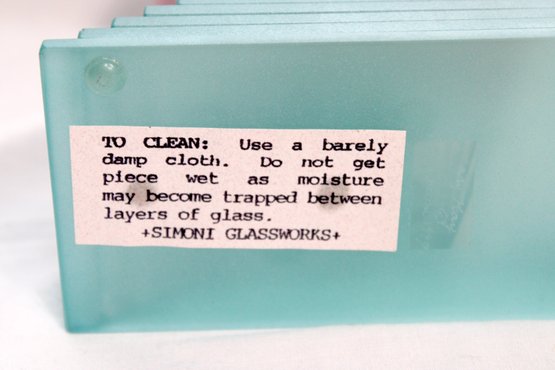 TO CLEAN: Use a barely
damp cloth. Do not get
piece wet as moisture
may become trapped between
layers of glass.
+SIMONI GLASSWORKS+